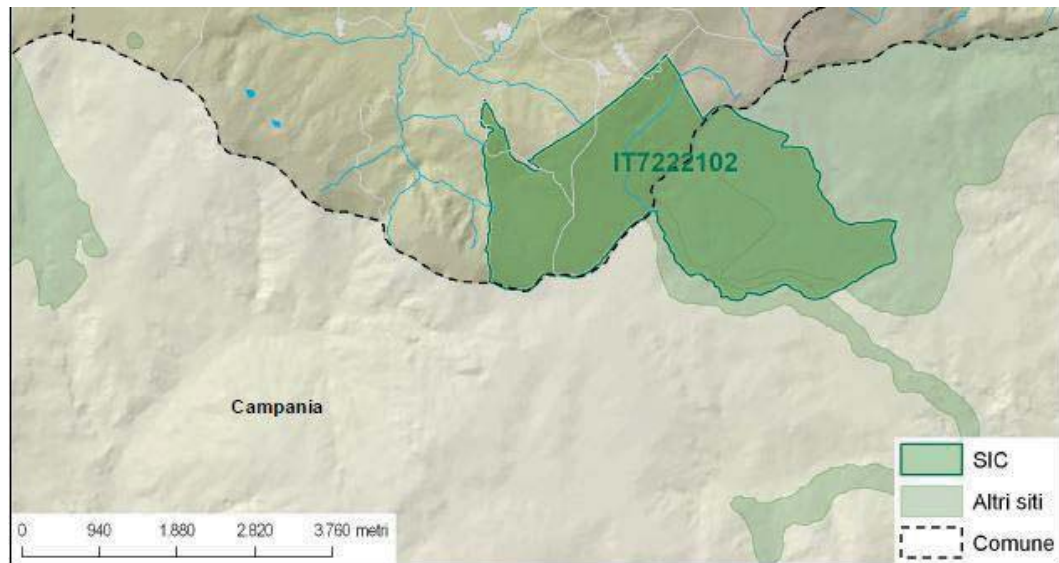 IT7222102
Campania
SIC
Altri siti
Comune
0 940 1.880 2.820 3.760 metri